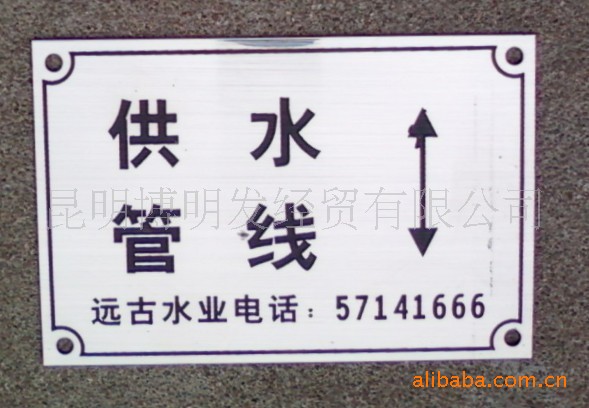 供水
昆明博明发经贸有限公司
管线
远古水业电话：57141666
alibaba.com.cn